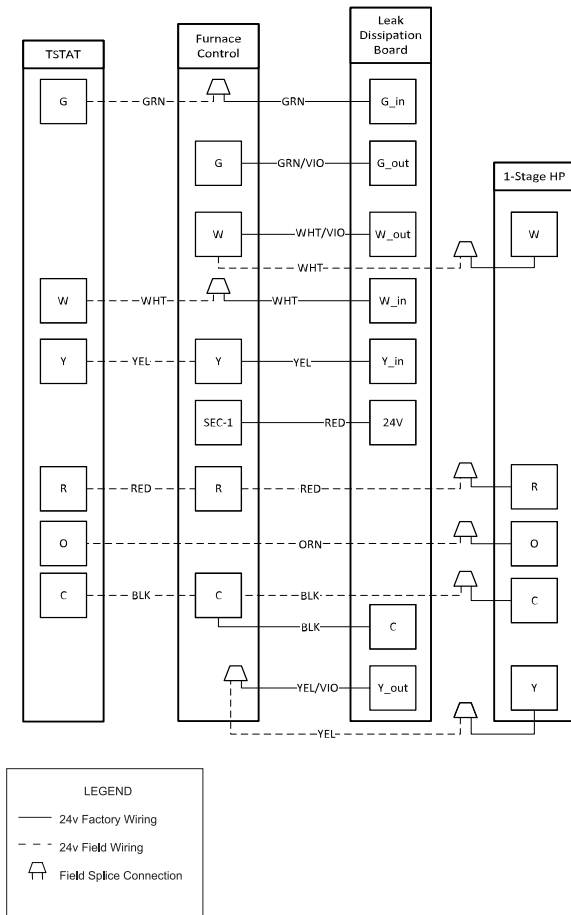 Leak
Dissipation
Board
Furnace
Control
TSTAT
G GRN GRN G_in
G GRN/VIO G_out
1-Stage HP
W WHT/VIO W_out W
WHT
W WHT WHT W_in
Y YEL Y YEL Y_in
SEC-1 RED 24V
R RED R RED R
O ORN O
C BLK C BLK C
BLK C
YEL/VIO Y_out Y
YEL
LEGEND
24v Factory Wiring
24v Field Wiring
Field Splice Connection